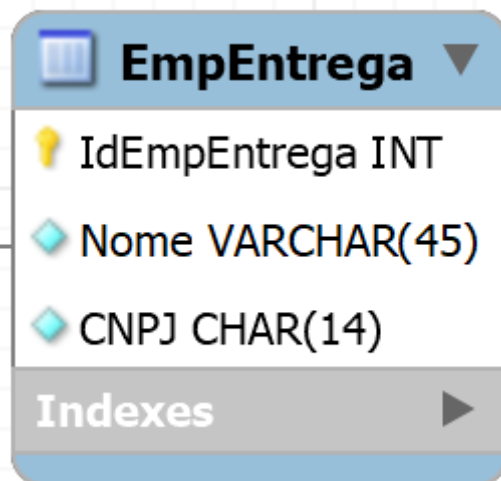 EmpEntrega
IdEmpEntrega INT
Nome VARCHAR(45)
CNPJ CHAR(14)
Indexes